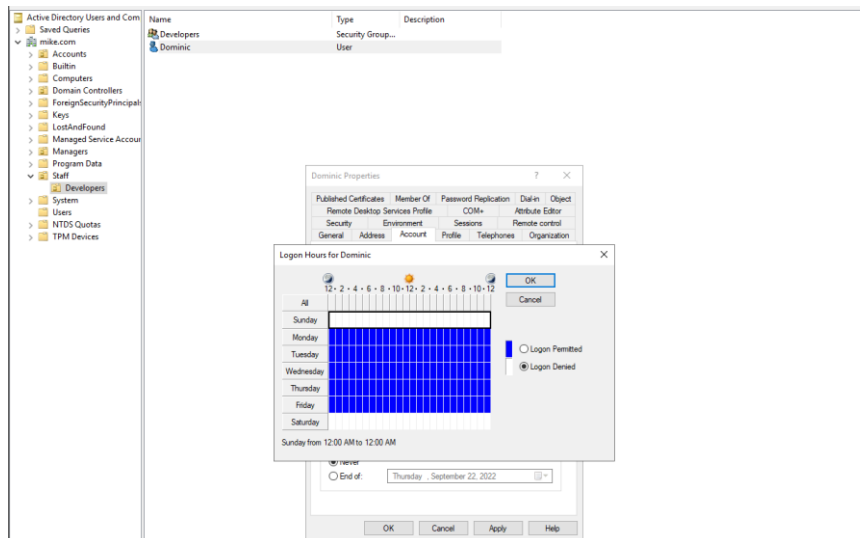 Active Directory Users and Com
Saved Queries
mike.com
Accounts
Builtin
Computers
Domain Controllers
ForeignSecurityPrincipals
Keys
LostAndFound
Managed Service Accour
Managers
Program Data
Staff
Developers
System
Users
NTDS Quotas
TPM Devices
Name Type Description
Developers Security Group...
Dominic User
Dominic Properties ? X
Published Certificates Member Of Password Replication Dial-in Object
Remote Desktop Services Profile COM+ Attribute Editor
Security Environment Sessions Remote control
General Address Account Profile Telephones Organization
Logon Hours for Dominic X
12 · 2 · 4 · 6 · 8 · 10 · 12 · 2 · 4 · 6 · 8 · 10 · 12
All
Sunday
Monday
Tuesday
Wednesday
Thursday
Friday
Saturday
OK
Cancel
Logon Permitted
Logon Denied
Sunday from 12:00 AM to 12:00 AM
Never
End of: Thursday , September 22, 2022
OK Cancel Apply Help